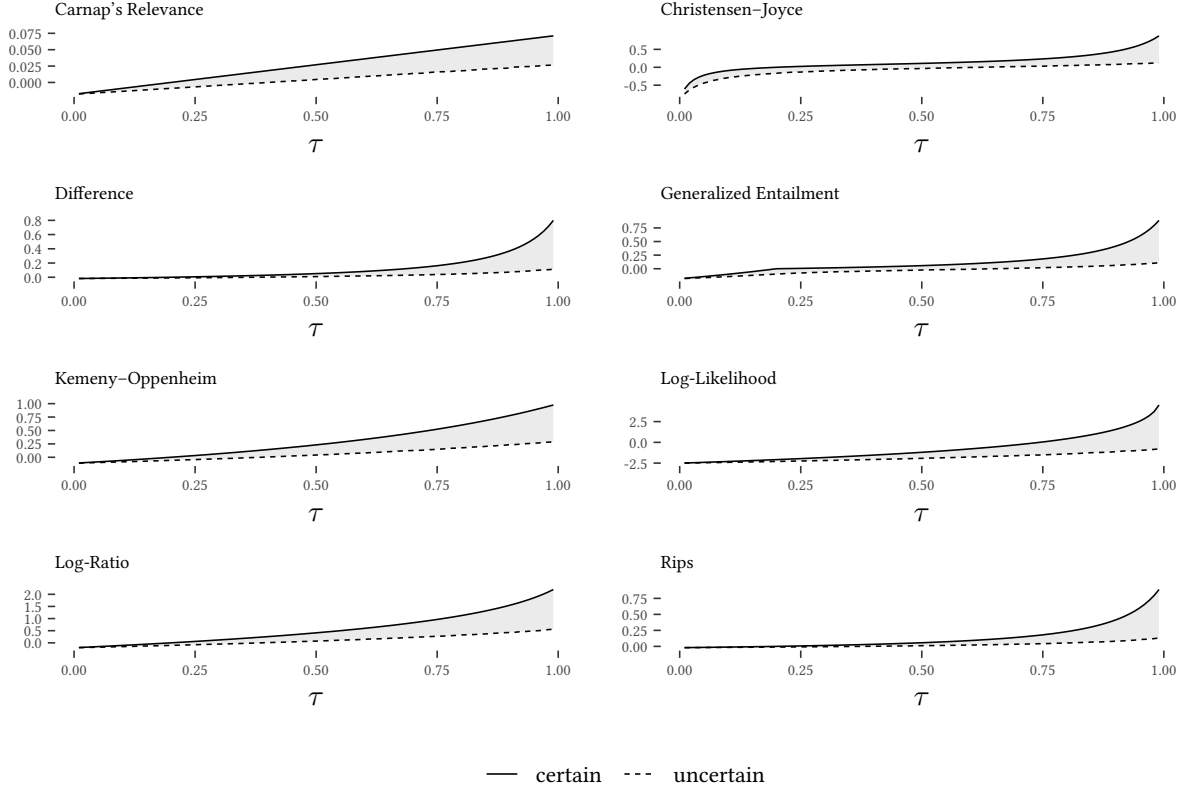 Carnap's Relevance
0.075
0.050
0.025
0.000
0.00 0.25 0.50 0.75 1.00
τ
Christensen–Joyce
0.5
0.0
-0.5
0.00 0.25 0.50 0.75 1.00
τ
Difference
0.8
0.6
0.4
0.2
0.0
0.00 0.25 0.50 0.75 1.00
τ
Generalized Entailment
0.75
0.50
0.25
0.00
0.00 0.25 0.50 0.75 1.00
τ
Kemeny–Oppenheim
1.00
0.75
0.50
0.25
0.00
0.00 0.25 0.50 0.75 1.00
τ
Log-Likelihood
2.5
0.0
-2.5
0.00 0.25 0.50 0.75 1.00
τ
Log-Ratio
2.0
1.5
1.0
0.5
0.0
0.00 0.25 0.50 0.75 1.00
τ
Rips
0.75
0.50
0.25
0.00
0.00 0.25 0.50 0.75 1.00
τ
certain uncertain